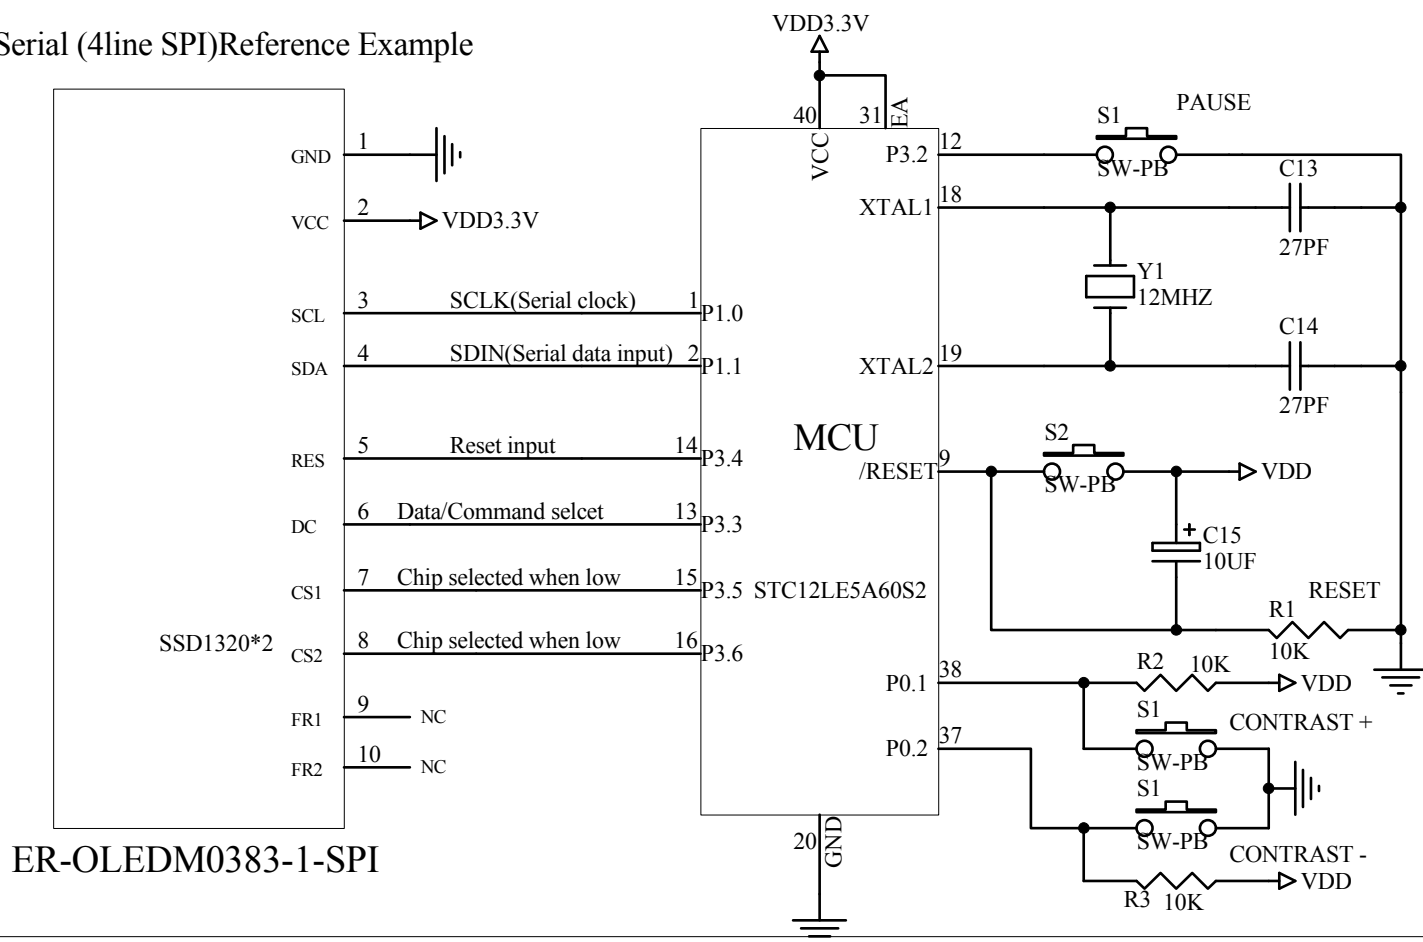 Serial (4line SPI)Reference Example
VDD3.3V
40
31
EA
VCC
GND
1
VCC
2
VDD3.3V
SCL
3
SCLK(Serial clock)
1
P1.0
SDA
4
SDIN(Serial data input)
2
P1.1
RES
5
Reset input
14
P3.4
DC
6
Data/Command selcet
13
P3.3
CS1
7
Chip selected when low
15
P3.5
SSD1320*2
CS2
8
Chip selected when low
16
P3.6
FR1
9
NC
FR2
10
NC
ER-OLEDM0383-1-SPI
MCU
STC12LE5A60S2
P3.2
12
S1
PAUSE
SW-PB
XTAL1
18
C13
27PF
Y1
12MHZ
XTAL2
19
C14
27PF
/RESET
9
S2
SW-PB
VDD
+
C15
10UF
RESET
R1
10K
P0.1
38
R2
10K
VDD
S1
CONTRAST +
SW-PB
P0.2
37
S1
SW-PB
CONTRAST -
R3
10K
VDD
20
GND